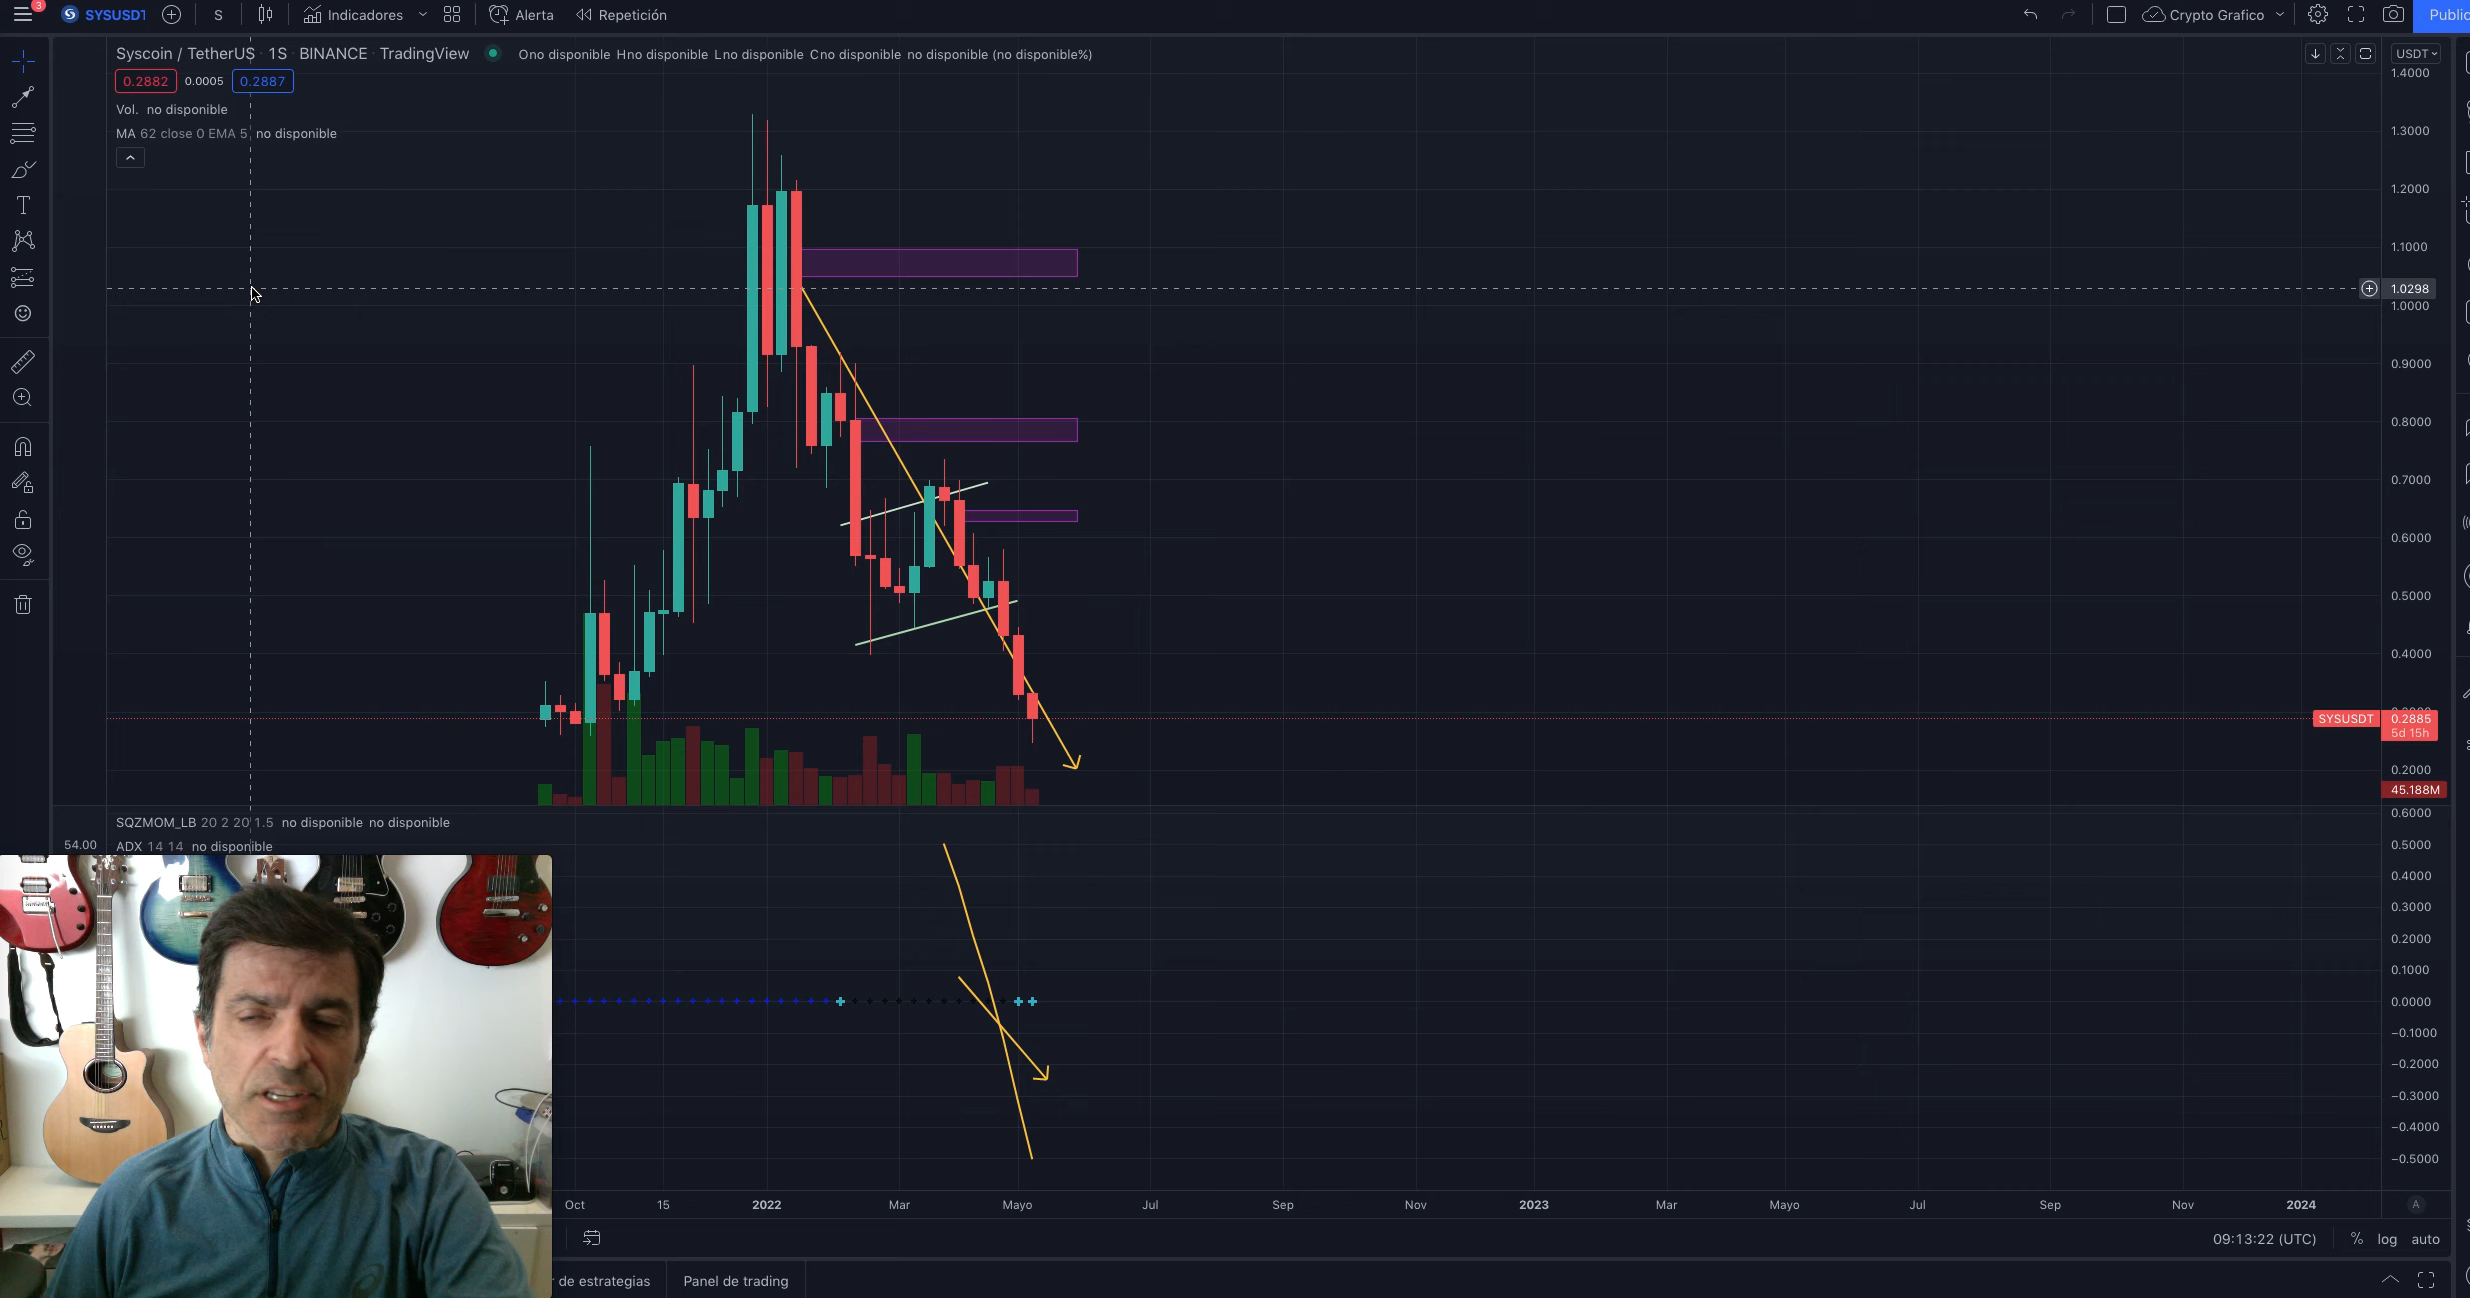 3
SYSUSDT
S
Indicadores
Alerta
Repetición
Crypto Grafico
Public
Syscoin / TetherUS · 1S · BINANCE · TradingView
Ono disponible Hno disponible Lno disponible Cno disponible no disponible (no disponible%)
0.2882 0.0005 0.2887
Vol. no disponible
MA 62 close 0 EMA 5 no disponible
USDT
1.4000
1.3000
1.2000
1.1000
1.0298
1.0000
0.9000
0.8000
0.7000
0.6000
0.5000
0.4000
SYSUSDT 0.2885
5d 15h
0.2000
45.188M
SQZMOM_LB 20 2 20 1.5 no disponible no disponible
54.00
ADX 14 14 no disponible
0.6000
0.5000
0.4000
0.3000
0.2000
0.1000
0.0000
−0.1000
−0.2000
−0.3000
−0.4000
−0.5000
Oct 15 2022 Mar Mayo Jul Sep Nov 2023 Mar Mayo Jul Sep Nov 2024 A
09:13:22 (UTC) % log auto
de estrategias Panel de trading